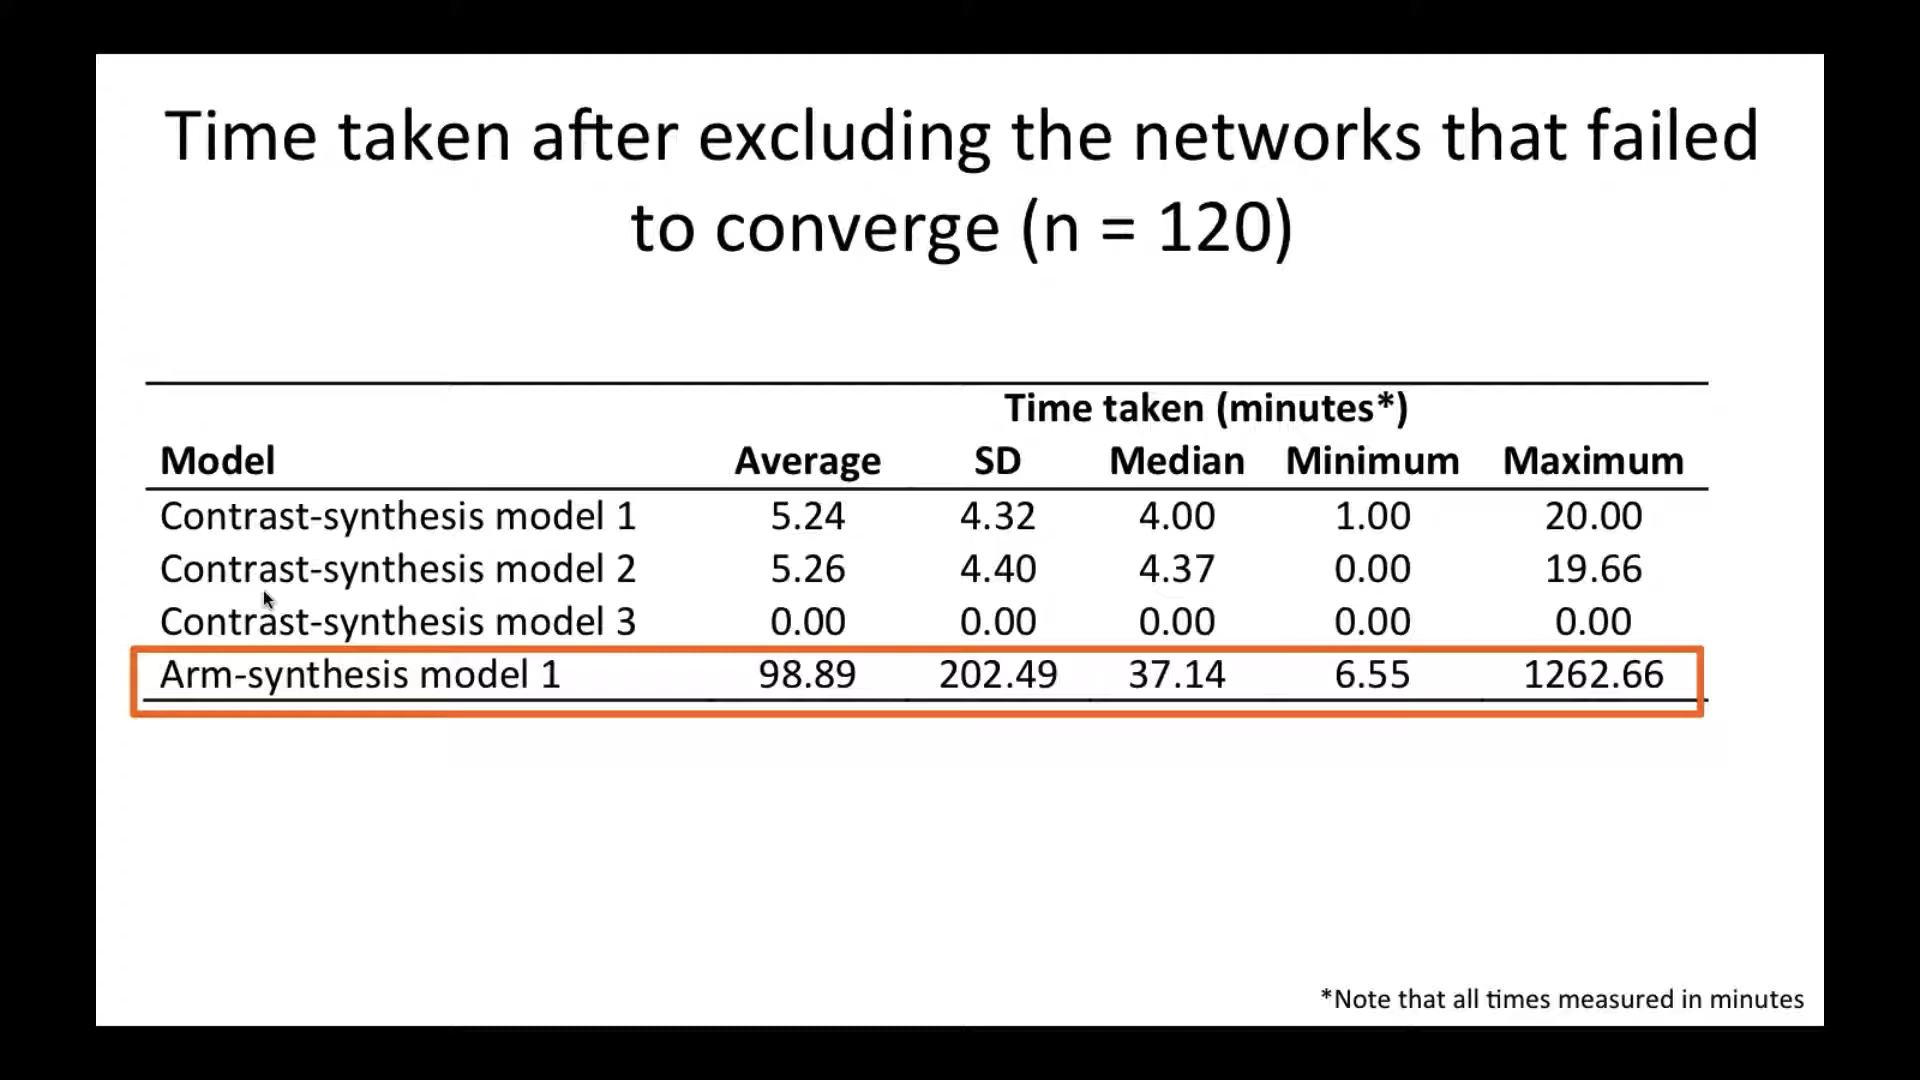 Time taken after excluding the networks that failed
to converge (n = 120)
Time taken (minutes*)
Model Average SD Median Minimum Maximum
Contrast-synthesis model 1 5.24 4.32 4.00 1.00 20.00
Contrast-synthesis model 2 5.26 4.40 4.37 0.00 19.66
Contrast-synthesis model 3 0.00 0.00 0.00 0.00 0.00
Arm-synthesis model 1 98.89 202.49 37.14 6.55 1262.66
*Note that all times measured in minutes